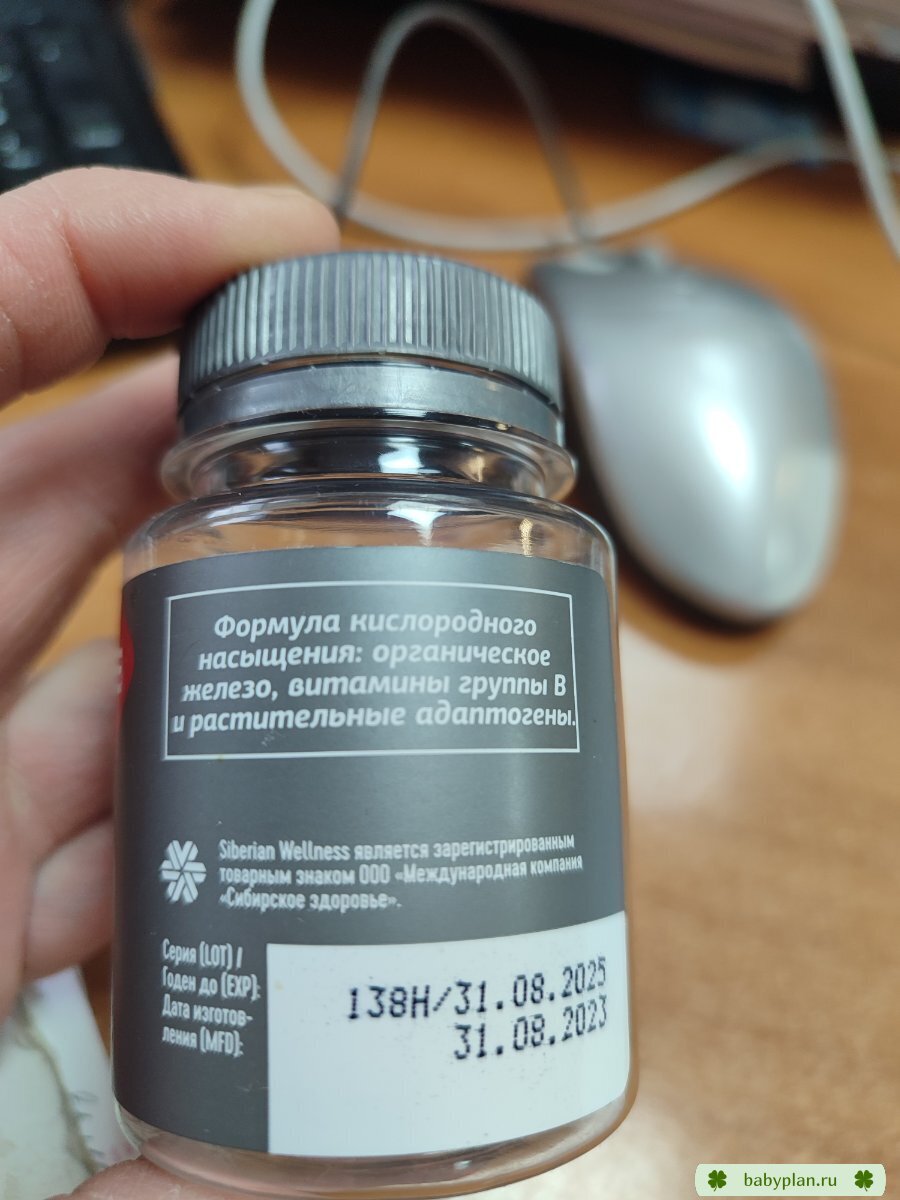 Формула кислородного
насыщения: органическое
железо, витамины группы В
и растительные адаптогены.
Siberian Wellness является зарегистрированным
товарным знаком ООО «Международная компания
«Сибирское здоровье».
Серия (LOT) /
Годен до (EXP):
Дата изготов-
ления (MFD):
138H/31.08.2025
31.08.2023
babyplan.ru